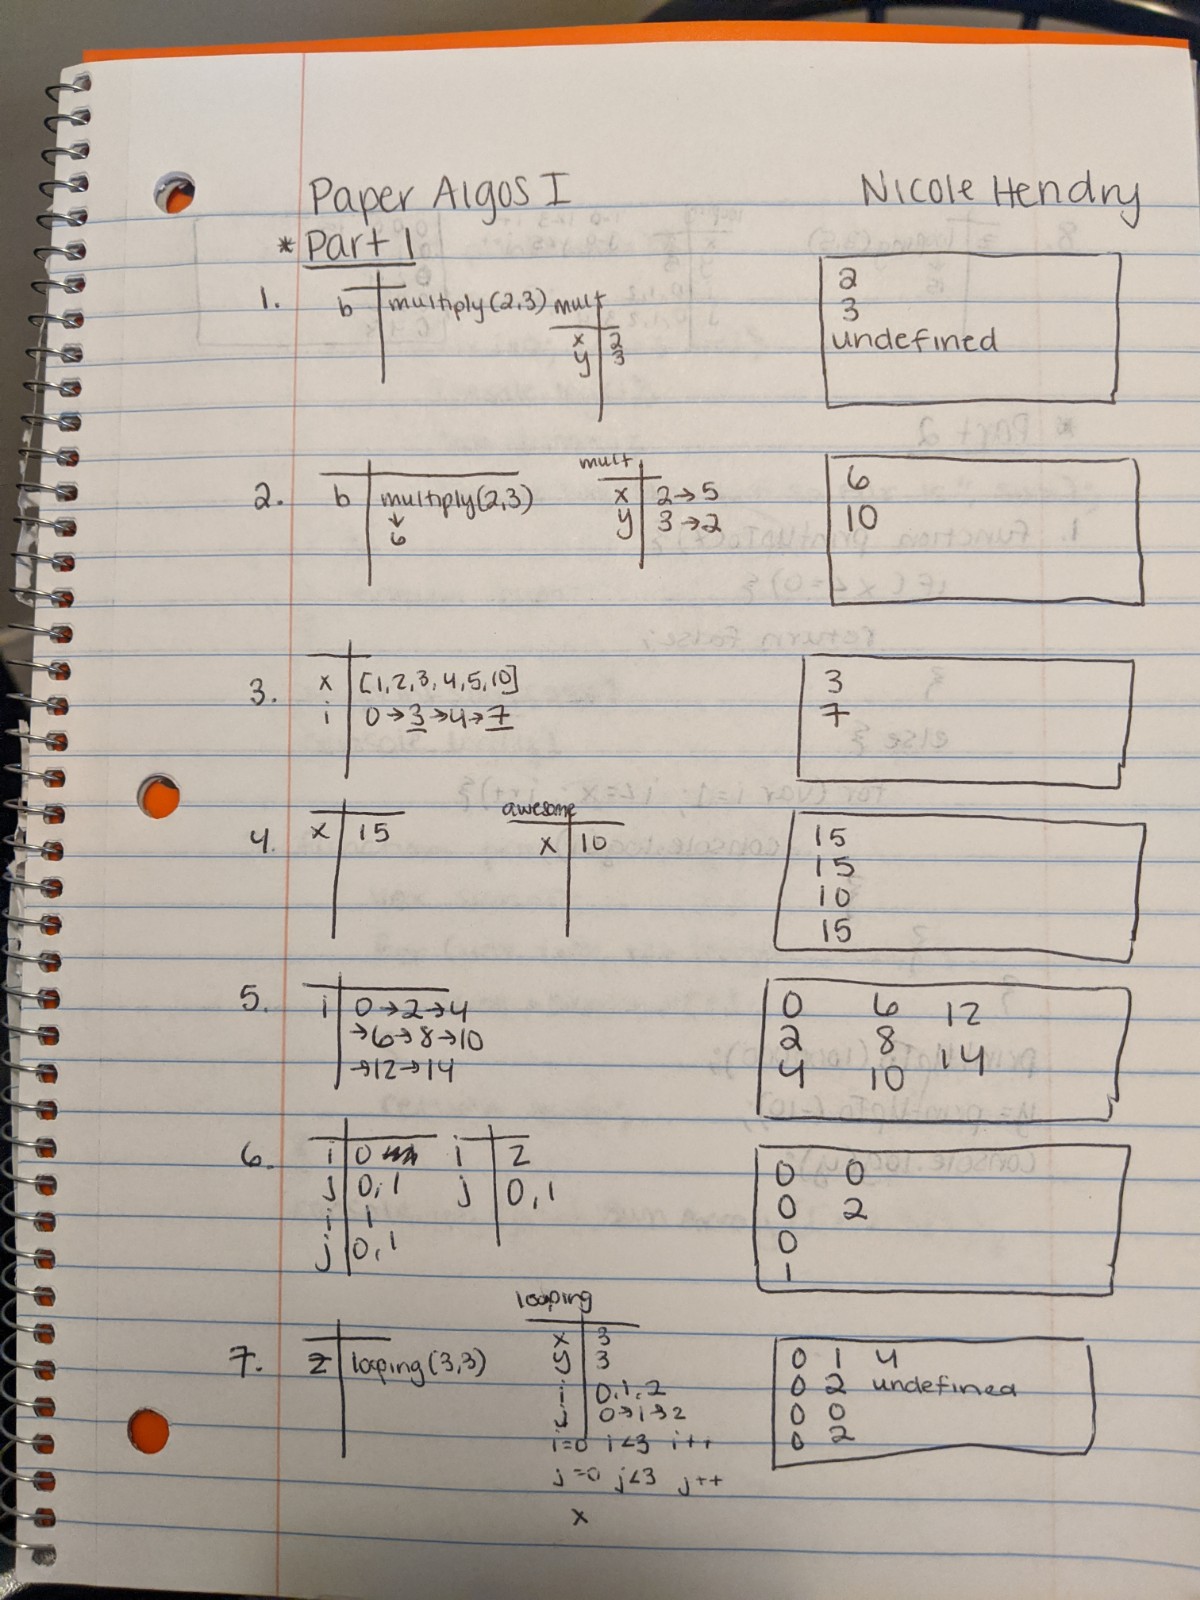 Paper Algos I Nicole Hendry
* Part 1
1. b multiply(2,3) mult
x 2
y 3
2
3
undefined
2. b multiply(2,3)
↓
6
mult
x 2→5
y 3→2
6
10
3. x [1,2,3,4,5,10]
i 0→3→4→7
3
7
4. x 15
awesome
x 10
15
15
10
15
5. i 0→2→4
→6→8→10
→12→14
0 6 12
2 8 14
4 10
6. i 0 i 2
j 0,1 j 0,1
i 1
j 0,1
0 0
0 2
0
1
7. z looping(3,3)
looping
x 3
y 3
i 0,1,2
j 0→1→2
i=0 i<3 i++
j=0 j<3 j++
x
0 1 4
0 2 undefined
0 0
0 2